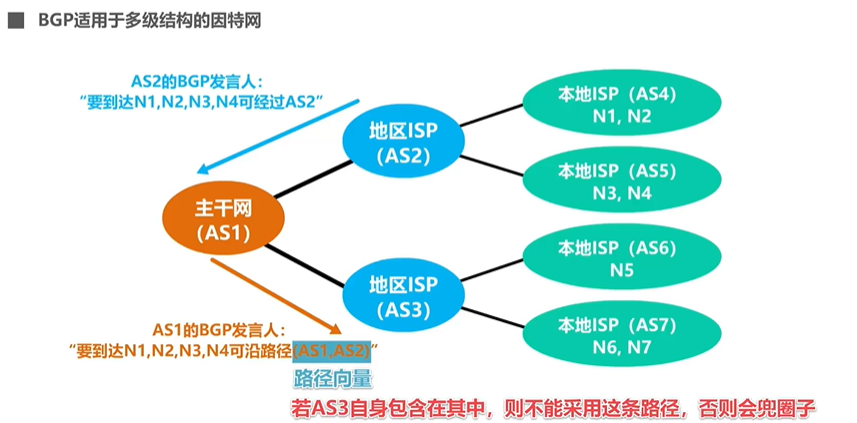 BGP适用于多级结构的因特网
AS2的BGP发言人：
“要到达N1,N2,N3,N4可经过AS2”
地区ISP
（AS2）
本地ISP（AS4）
N1, N2
本地ISP（AS5）
N3, N4
主干网
（AS1）
地区ISP
（AS3）
本地ISP（AS6）
N5
本地ISP（AS7）
N6, N7
AS1的BGP发言人：
“要到达N1,N2,N3,N4可沿路径(AS1,AS2)”
路径向量
若AS3自身包含在其中，则不能采用这条路径，否则会兜圈子